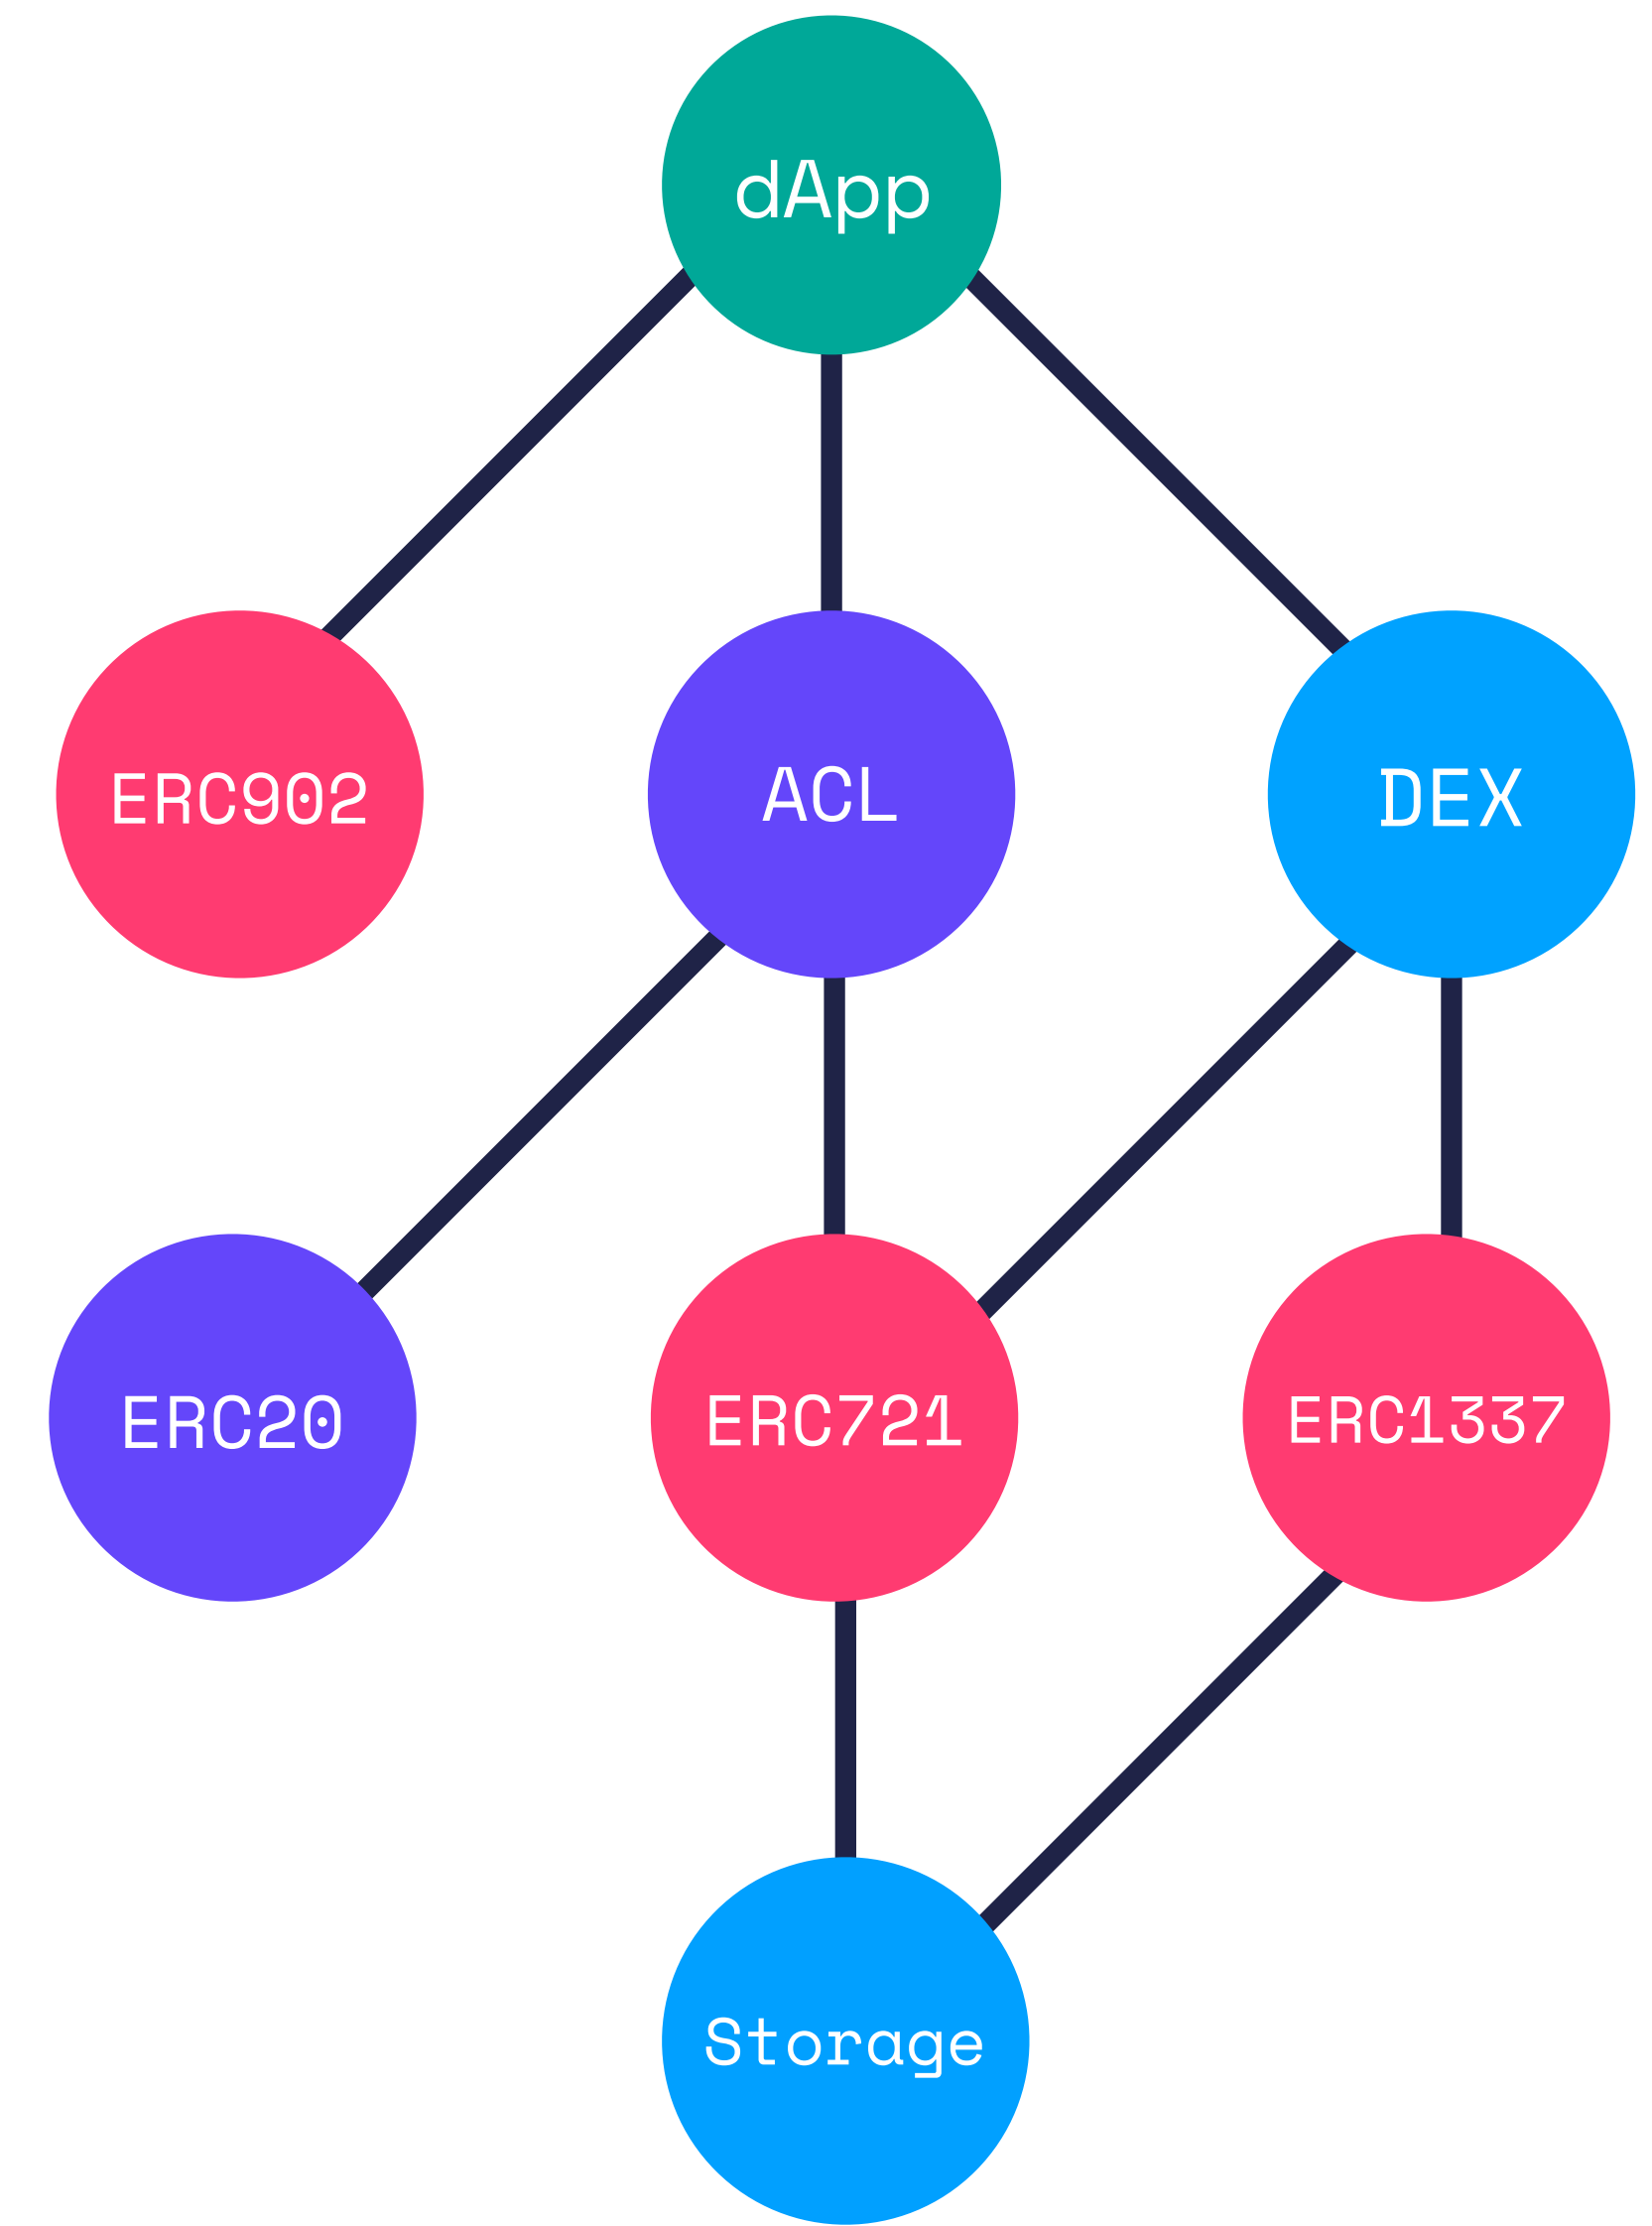 dApp
ERC902
ACL
DEX
ERC20
ERC721
ERC1337
Storage